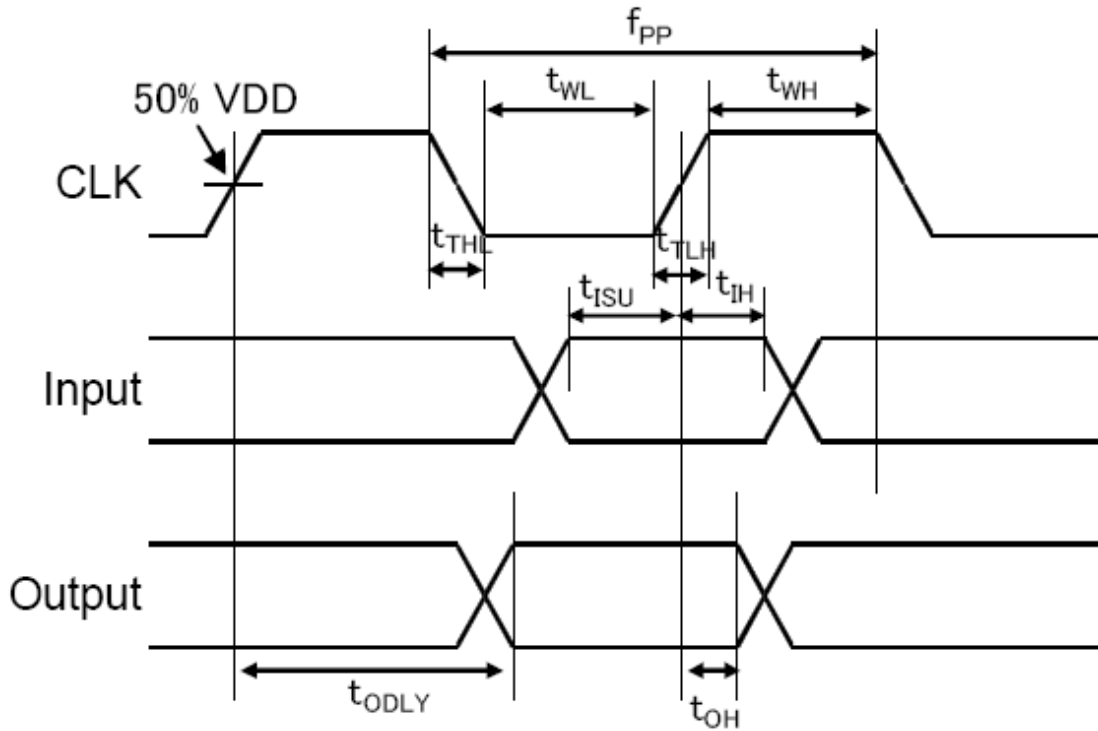 fPP
tWL
tWH
50% VDD
CLK
tTHL
tTLH
tISU
tIH
Input
Output
tODLY
tOH